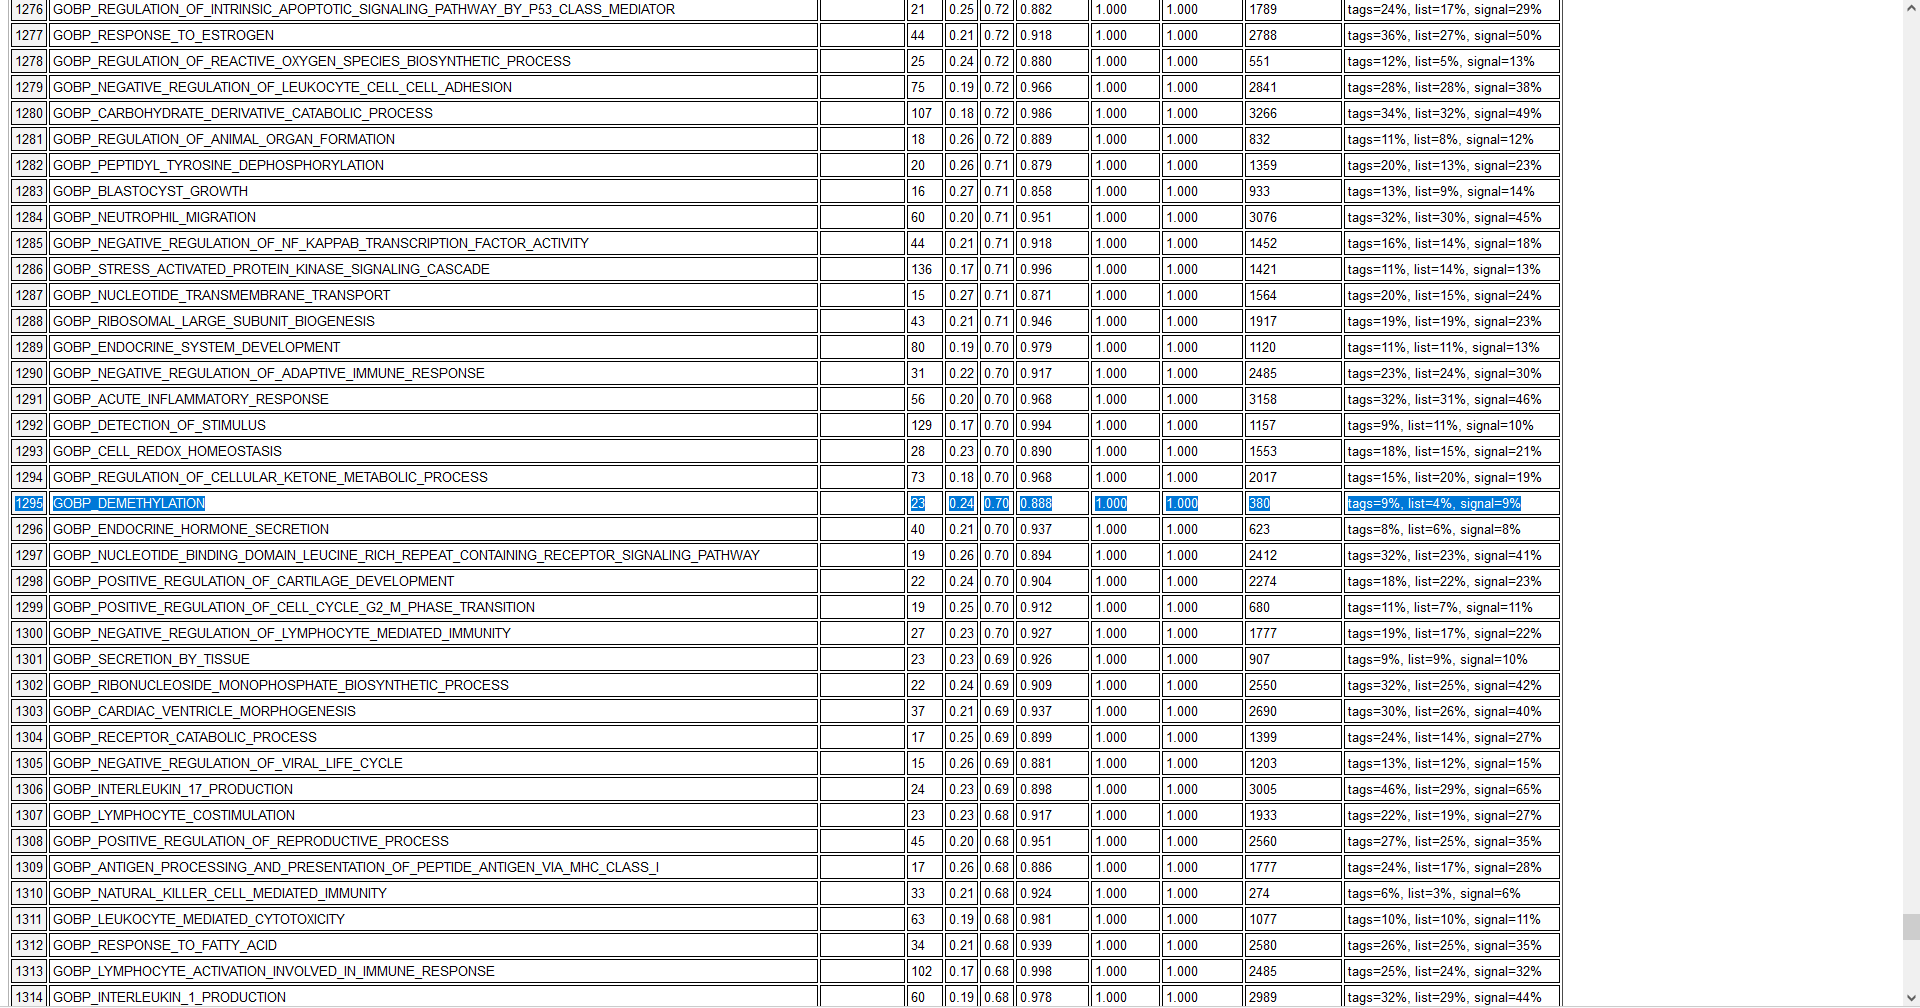 1276 GOBP_REGULATION_OF_INTRINSIC_APOPTOTIC_SIGNALING_PATHWAY_BY_P53_CLASS_MEDIATOR 21 0.25 0.72 0.882 1.000 1.000 1789 tags=24%, list=17%, signal=29%
1277 GOBP_RESPONSE_TO_ESTROGEN 44 0.21 0.72 0.918 1.000 1.000 2788 tags=36%, list=27%, signal=50%
1278 GOBP_REGULATION_OF_REACTIVE_OXYGEN_SPECIES_BIOSYNTHETIC_PROCESS 25 0.24 0.72 0.880 1.000 1.000 551 tags=12%, list=5%, signal=13%
1279 GOBP_NEGATIVE_REGULATION_OF_LEUKOCYTE_CELL_CELL_ADHESION 75 0.19 0.72 0.966 1.000 1.000 2841 tags=28%, list=28%, signal=38%
1280 GOBP_CARBOHYDRATE_DERIVATIVE_CATABOLIC_PROCESS 107 0.18 0.72 0.986 1.000 1.000 3266 tags=34%, list=32%, signal=49%
1281 GOBP_REGULATION_OF_ANIMAL_ORGAN_FORMATION 18 0.26 0.72 0.889 1.000 1.000 832 tags=11%, list=8%, signal=12%
1282 GOBP_PEPTIDYL_TYROSINE_DEPHOSPHORYLATION 20 0.26 0.71 0.879 1.000 1.000 1359 tags=20%, list=13%, signal=23%
1283 GOBP_BLASTOCYST_GROWTH 16 0.27 0.71 0.858 1.000 1.000 933 tags=13%, list=9%, signal=14%
1284 GOBP_NEUTROPHIL_MIGRATION 60 0.20 0.71 0.951 1.000 1.000 3076 tags=32%, list=30%, signal=45%
1285 GOBP_NEGATIVE_REGULATION_OF_NF_KAPPAB_TRANSCRIPTION_FACTOR_ACTIVITY 44 0.21 0.71 0.918 1.000 1.000 1452 tags=16%, list=14%, signal=18%
1286 GOBP_STRESS_ACTIVATED_PROTEIN_KINASE_SIGNALING_CASCADE 136 0.17 0.71 0.996 1.000 1.000 1421 tags=11%, list=14%, signal=13%
1287 GOBP_NUCLEOTIDE_TRANSMEMBRANE_TRANSPORT 15 0.27 0.71 0.871 1.000 1.000 1564 tags=20%, list=15%, signal=24%
1288 GOBP_RIBOSOMAL_LARGE_SUBUNIT_BIOGENESIS 43 0.21 0.71 0.946 1.000 1.000 1917 tags=19%, list=19%, signal=23%
1289 GOBP_ENDOCRINE_SYSTEM_DEVELOPMENT 80 0.19 0.70 0.979 1.000 1.000 1120 tags=11%, list=11%, signal=13%
1290 GOBP_NEGATIVE_REGULATION_OF_ADAPTIVE_IMMUNE_RESPONSE 31 0.22 0.70 0.917 1.000 1.000 2485 tags=23%, list=24%, signal=30%
1291 GOBP_ACUTE_INFLAMMATORY_RESPONSE 56 0.20 0.70 0.968 1.000 1.000 3158 tags=32%, list=31%, signal=46%
1292 GOBP_DETECTION_OF_STIMULUS 129 0.17 0.70 0.994 1.000 1.000 1157 tags=9%, list=11%, signal=10%
1293 GOBP_CELL_REDOX_HOMEOSTASIS 28 0.23 0.70 0.890 1.000 1.000 1553 tags=18%, list=15%, signal=21%
1294 GOBP_REGULATION_OF_CELLULAR_KETONE_METABOLIC_PROCESS 73 0.18 0.70 0.968 1.000 1.000 2017 tags=15%, list=20%, signal=19%
1295 GOBP_DEMETHYLATION 23 0.24 0.70 0.888 1.000 1.000 380 tags=9%, list=4%, signal=9%
1296 GOBP_ENDOCRINE_HORMONE_SECRETION 40 0.21 0.70 0.937 1.000 1.000 623 tags=8%, list=6%, signal=8%
1297 GOBP_NUCLEOTIDE_BINDING_DOMAIN_LEUCINE_RICH_REPEAT_CONTAINING_RECEPTOR_SIGNALING_PATHWAY 19 0.26 0.70 0.894 1.000 1.000 2412 tags=32%, list=23%, signal=41%
1298 GOBP_POSITIVE_REGULATION_OF_CARTILAGE_DEVELOPMENT 22 0.24 0.70 0.904 1.000 1.000 2274 tags=18%, list=22%, signal=23%
1299 GOBP_POSITIVE_REGULATION_OF_CELL_CYCLE_G2_M_PHASE_TRANSITION 19 0.25 0.70 0.912 1.000 1.000 680 tags=11%, list=7%, signal=11%
1300 GOBP_NEGATIVE_REGULATION_OF_LYMPHOCYTE_MEDIATED_IMMUNITY 27 0.23 0.70 0.927 1.000 1.000 1777 tags=19%, list=17%, signal=22%
1301 GOBP_SECRETION_BY_TISSUE 23 0.23 0.69 0.926 1.000 1.000 907 tags=9%, list=9%, signal=10%
1302 GOBP_RIBONUCLEOSIDE_MONOPHOSPHATE_BIOSYNTHETIC_PROCESS 22 0.24 0.69 0.909 1.000 1.000 2550 tags=32%, list=25%, signal=42%
1303 GOBP_CARDIAC_VENTRICLE_MORPHOGENESIS 37 0.21 0.69 0.937 1.000 1.000 2690 tags=30%, list=26%, signal=40%
1304 GOBP_RECEPTOR_CATABOLIC_PROCESS 17 0.25 0.69 0.899 1.000 1.000 1399 tags=24%, list=14%, signal=27%
1305 GOBP_NEGATIVE_REGULATION_OF_VIRAL_LIFE_CYCLE 15 0.26 0.69 0.881 1.000 1.000 1203 tags=13%, list=12%, signal=15%
1306 GOBP_INTERLEUKIN_17_PRODUCTION 24 0.23 0.69 0.898 1.000 1.000 3005 tags=46%, list=29%, signal=65%
1307 GOBP_LYMPHOCYTE_COSTIMULATION 23 0.23 0.68 0.917 1.000 1.000 1933 tags=22%, list=19%, signal=27%
1308 GOBP_POSITIVE_REGULATION_OF_REPRODUCTIVE_PROCESS 45 0.20 0.68 0.951 1.000 1.000 2560 tags=27%, list=25%, signal=35%
1309 GOBP_ANTIGEN_PROCESSING_AND_PRESENTATION_OF_PEPTIDE_ANTIGEN_VIA_MHC_CLASS_I 17 0.26 0.68 0.886 1.000 1.000 1777 tags=24%, list=17%, signal=28%
1310 GOBP_NATURAL_KILLER_CELL_MEDIATED_IMMUNITY 33 0.21 0.68 0.924 1.000 1.000 274 tags=6%, list=3%, signal=6%
1311 GOBP_LEUKOCYTE_MEDIATED_CYTOTOXICITY 63 0.19 0.68 0.981 1.000 1.000 1077 tags=10%, list=10%, signal=11%
1312 GOBP_RESPONSE_TO_FATTY_ACID 34 0.21 0.68 0.939 1.000 1.000 2580 tags=26%, list=25%, signal=35%
1313 GOBP_LYMPHOCYTE_ACTIVATION_INVOLVED_IN_IMMUNE_RESPONSE 102 0.17 0.68 0.998 1.000 1.000 2485 tags=25%, list=24%, signal=32%
1314 GOBP_INTERLEUKIN_1_PRODUCTION 60 0.19 0.68 0.978 1.000 1.000 2989 tags=32%, list=29%, signal=44%